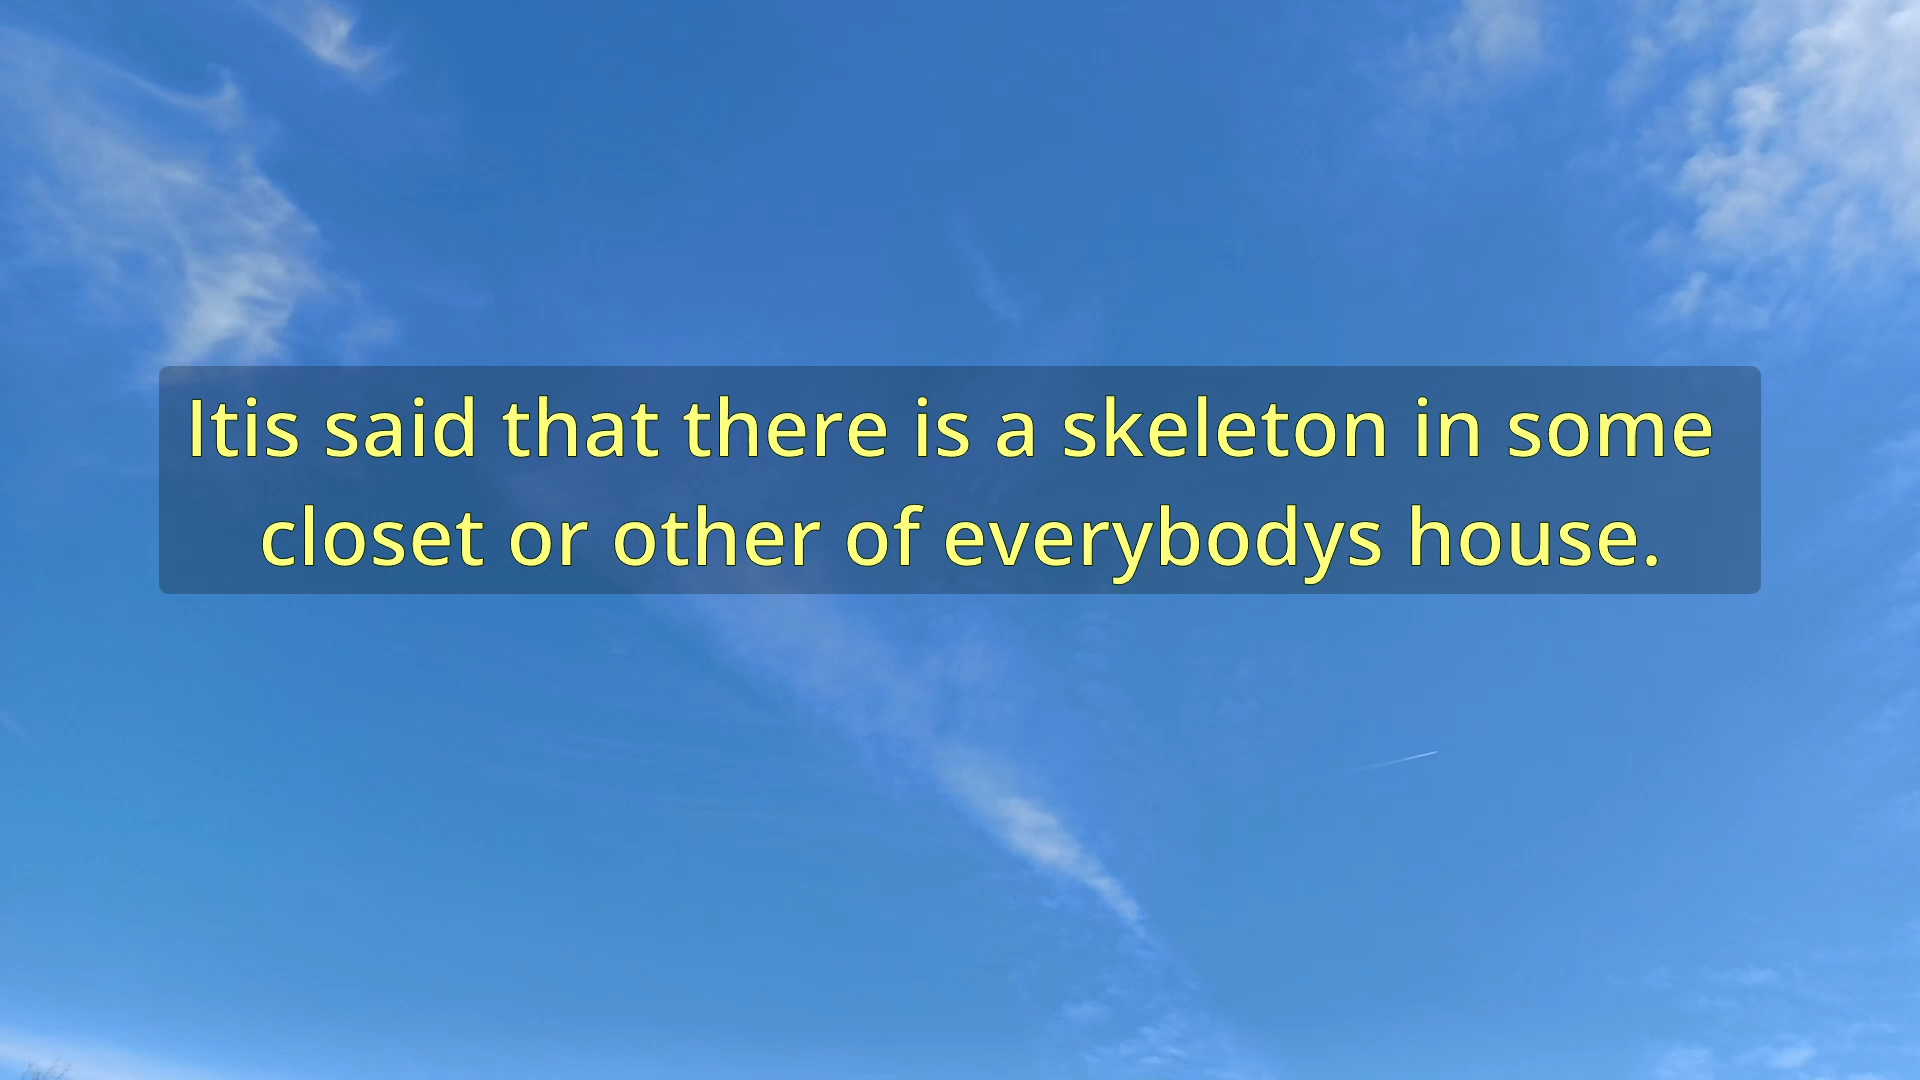 Itis said that there is a skeleton in some
closet or other of everybodys house.